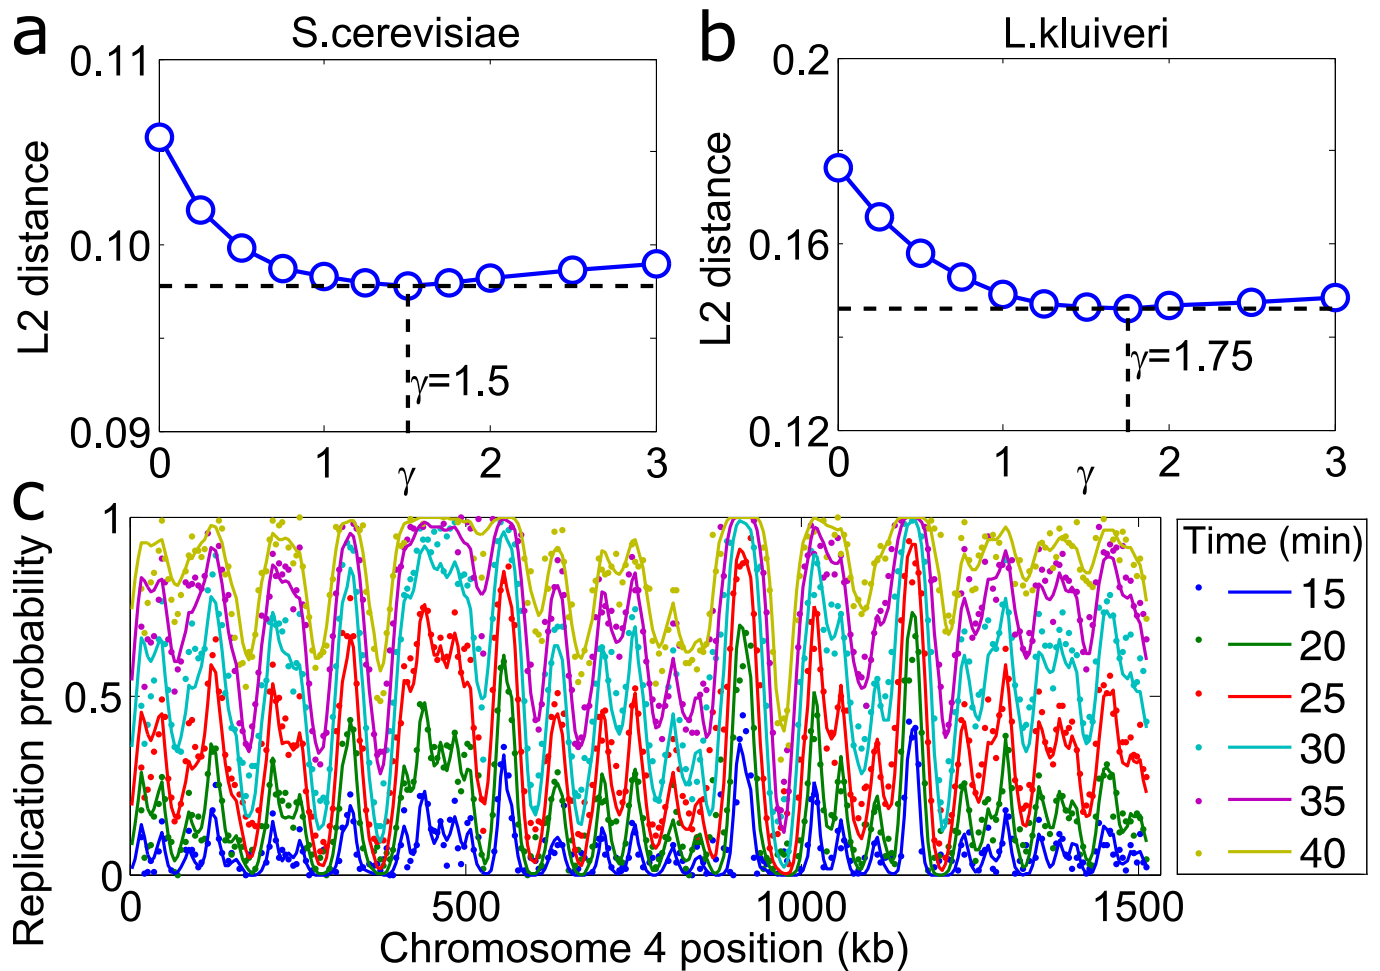 a
S.cerevisiae
0.11
0.10
0.09
L2 distance
γ=1.5
0 1 2 3
γ
b
L.kluiveri
0.2
0.16
0.12
L2 distance
γ=1.75
0 1 2 3
γ
c
1
0.5
0
Replication probability
0 500 1000 1500
Chromosome 4 position (kb)
Time (min)
15
20
25
30
35
40